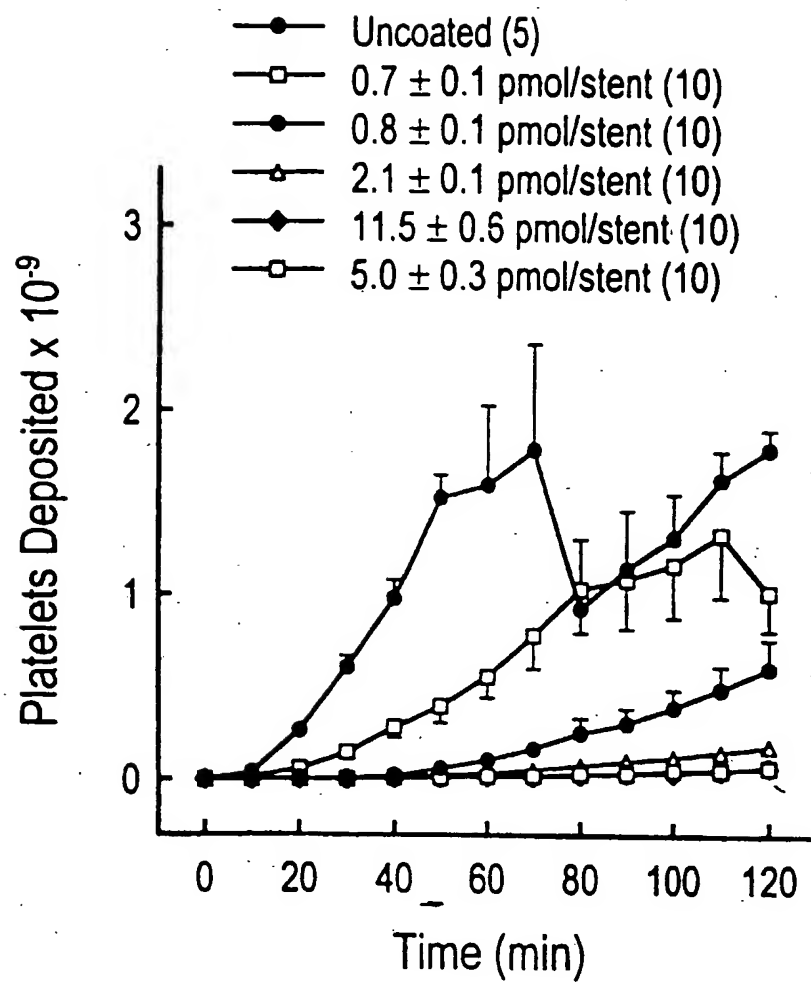 Uncoated (5)
0.7 ± 0.1 pmol/stent (10)
0.8 ± 0.1 pmol/stent (10)
2.1 ± 0.1 pmol/stent (10)
11.5 ± 0.6 pmol/stent (10)
5.0 ± 0.3 pmol/stent (10)
Platelets Deposited x 10⁻⁹
3
2
1
0
0 20 40 60 80 100 120
Time (min)